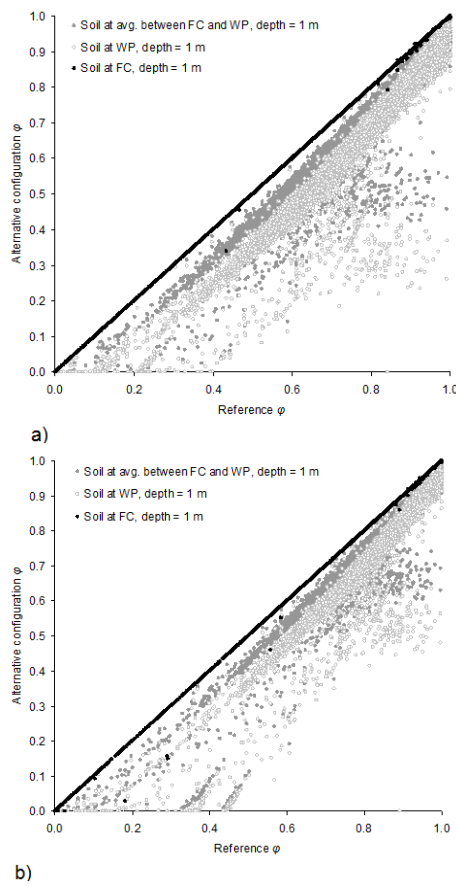 1.0
0.9
0.8
0.7
0.6
0.5
0.4
0.3
0.2
0.1
0.0
Alternative configuration φ
Soil at avg. between FC and WP, depth = 1 m
Soil at WP, depth = 1 m
Soil at FC, depth = 1 m
0.0 0.2 0.4 0.6 0.8 1.0
Reference φ
a)
1.0
0.9
0.8
0.7
0.6
0.5
0.4
0.3
0.2
0.1
0.0
Alternative configuration φ
Soil at avg. between FC and WP, depth = 1 m
Soil at WP, depth = 1 m
Soil at FC, depth = 1 m
0.0 0.2 0.4 0.6 0.8 1.0
Reference φ
b)